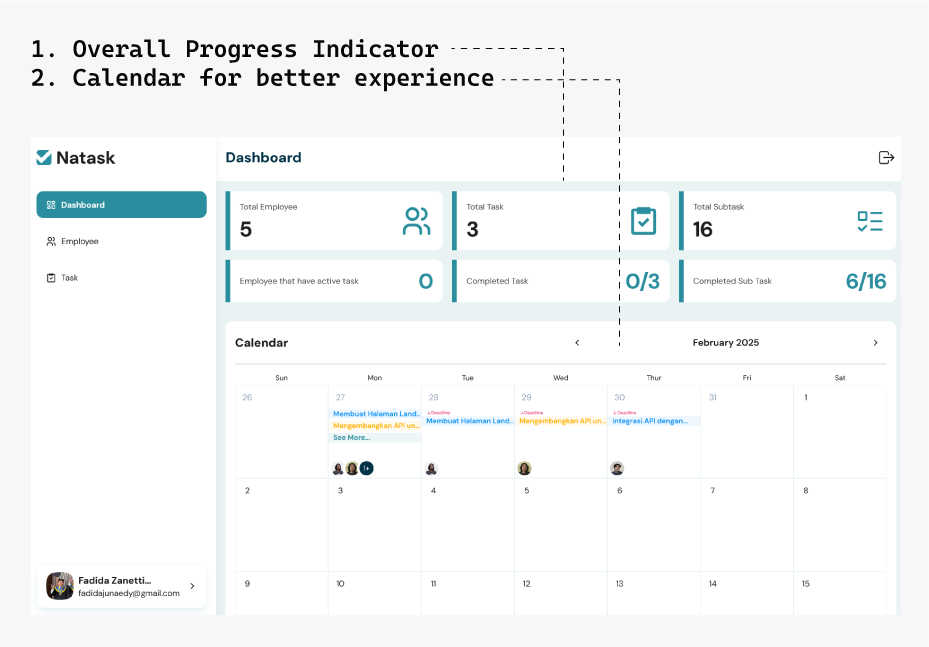 1. Overall Progress Indicator
2. Calendar for better experience
Natask
Dashboard
Dashboard
Employee
Task
Total Employee
5
Total Task
3
Total Subtask
16
Employee that have active task
0
Completed Task
0/3
Completed Sub Task
6/16
Calendar
February 2025
Sun Mon Tue Wed Thur Fri Sat
26 27 28 29 30 31 1
Membuat Halaman Land..
Mengembangkan API un...
See More...
1+
Deadline
Membuat Halaman Land..
Deadline
Mengembangkan API un...
Deadline
Integrasi API dengan...
2 3 4 5 6 7 8
9 10 11 12 13 14 15
Fadida Zanetti...
fadidajunaedy@gmail.com